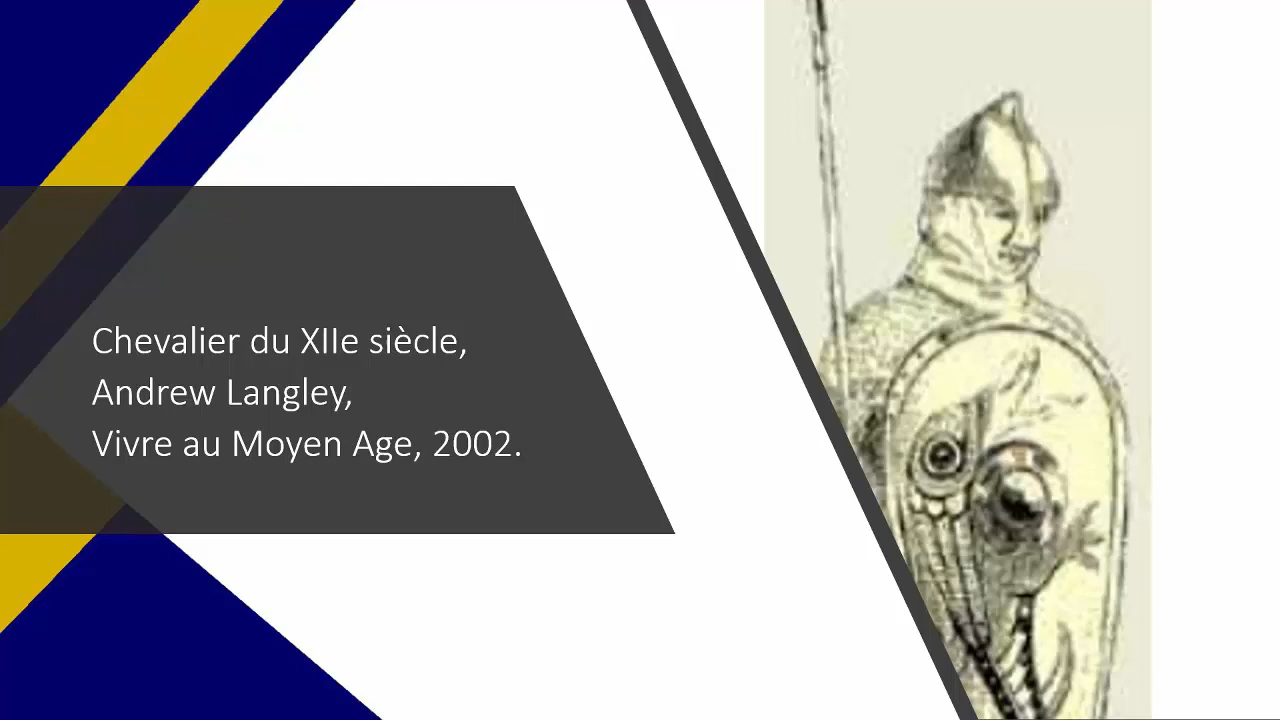 Chevalier du XIIe siècle,
Andrew Langley,
Vivre au Moyen Age, 2002.